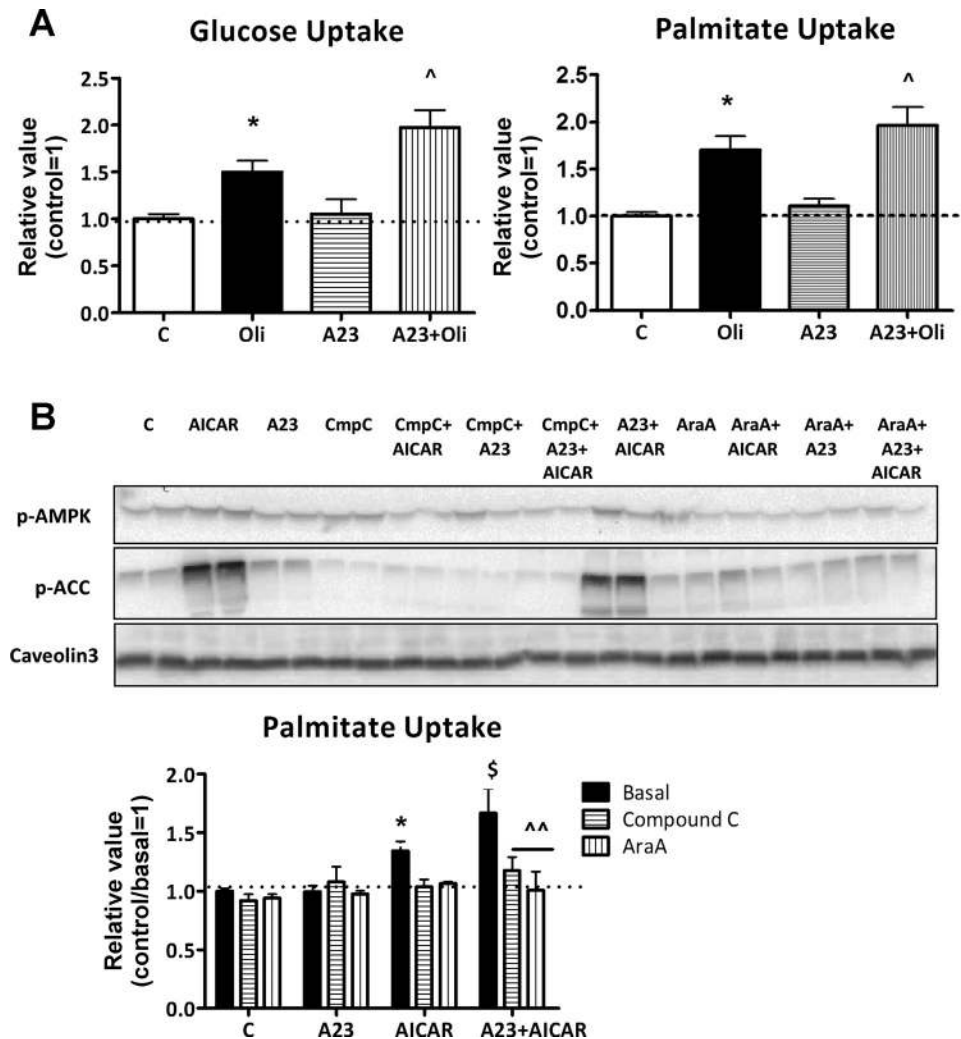 A
Glucose Uptake
Relative value
(control=1)
2.5
2.0
1.5
1.0
0.5
0.0
*
^
C Oli A23 A23+Oli
Palmitate Uptake
Relative value
(control=1)
2.5
2.0
1.5
1.0
0.5
0.0
*
^
C Oli A23 A23+Oli
B
C AICAR A23 CmpC CmpC+ CmpC+ CmpC+ A23+ AraA AraA+ AraA+ AraA+
AICAR A23 A23+ AICAR AICAR A23 A23+
AICAR AICAR
p-AMPK
p-ACC
Caveolin3
Palmitate Uptake
Relative value
(control/basal=1)
2.0
1.5
1.0
0.5
0.0
*
$
^^
Basal
Compound C
AraA
C A23 AICAR A23+AICAR